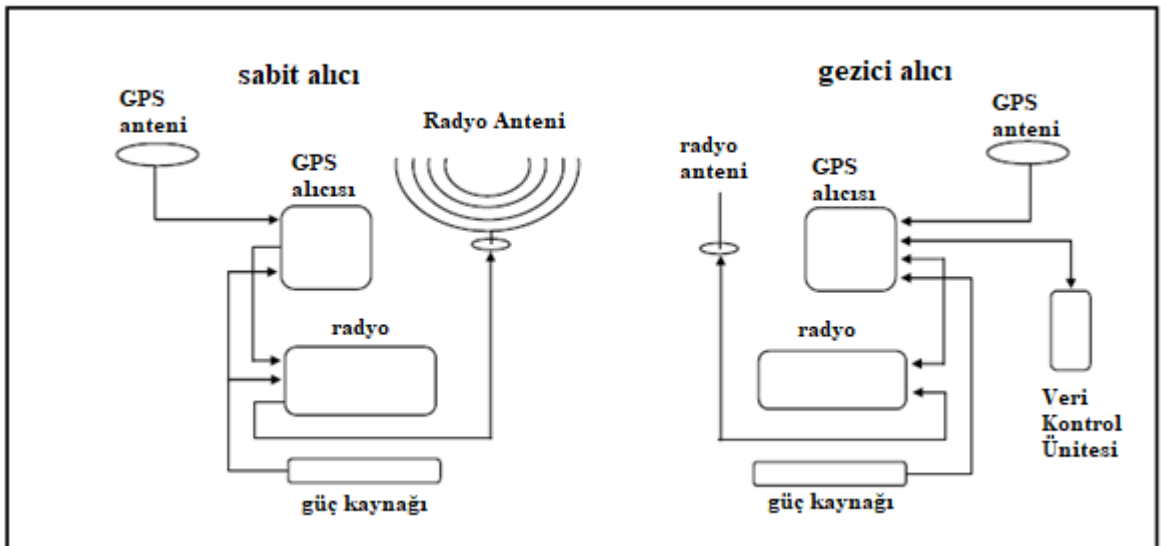 sabit alıcı
GPS
anteni
Radyo Anteni
GPS
alıcısı
radyo
güç kaynağı
gezici alıcı
GPS
anteni
radyo
anteni
GPS
alıcısı
radyo
Veri
Kontrol
Ünitesi
güç kaynağı